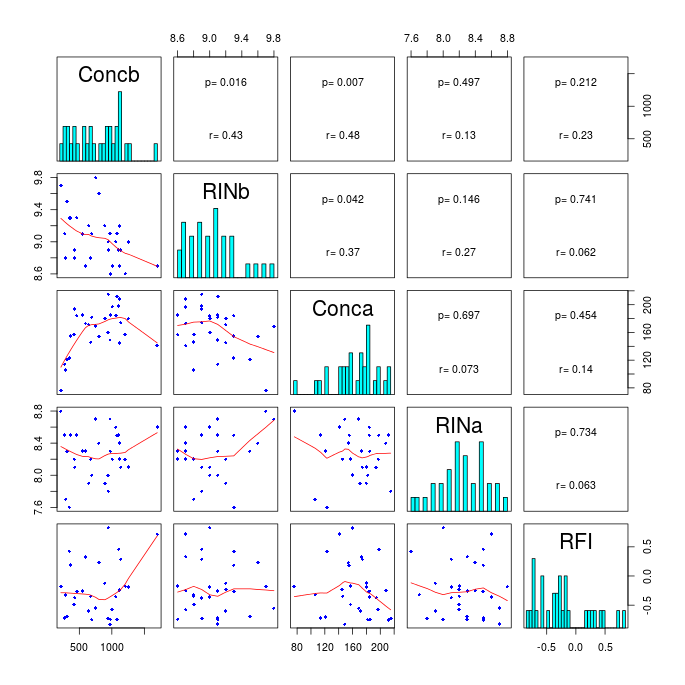 8.6 9.0 9.4 9.8
7.6 8.0 8.4 8.8
Concb
p= 0.016
p= 0.007
p= 0.497
p= 0.212
r= 0.43
r= 0.48
r= 0.13
r= 0.23
500 1000
8.6 9.0 9.4 9.8
RINb
p= 0.042
p= 0.146
p= 0.741
r= 0.37
r= 0.27
r= 0.062
Conca
p= 0.697
p= 0.454
r= 0.073
r= 0.14
80 120 160 200
7.6 8.0 8.4 8.8
RINa
p= 0.734
r= 0.063
RFI
-0.5 0.0 0.5
500 1000
80 120 160 200
-0.5 0.0 0.5